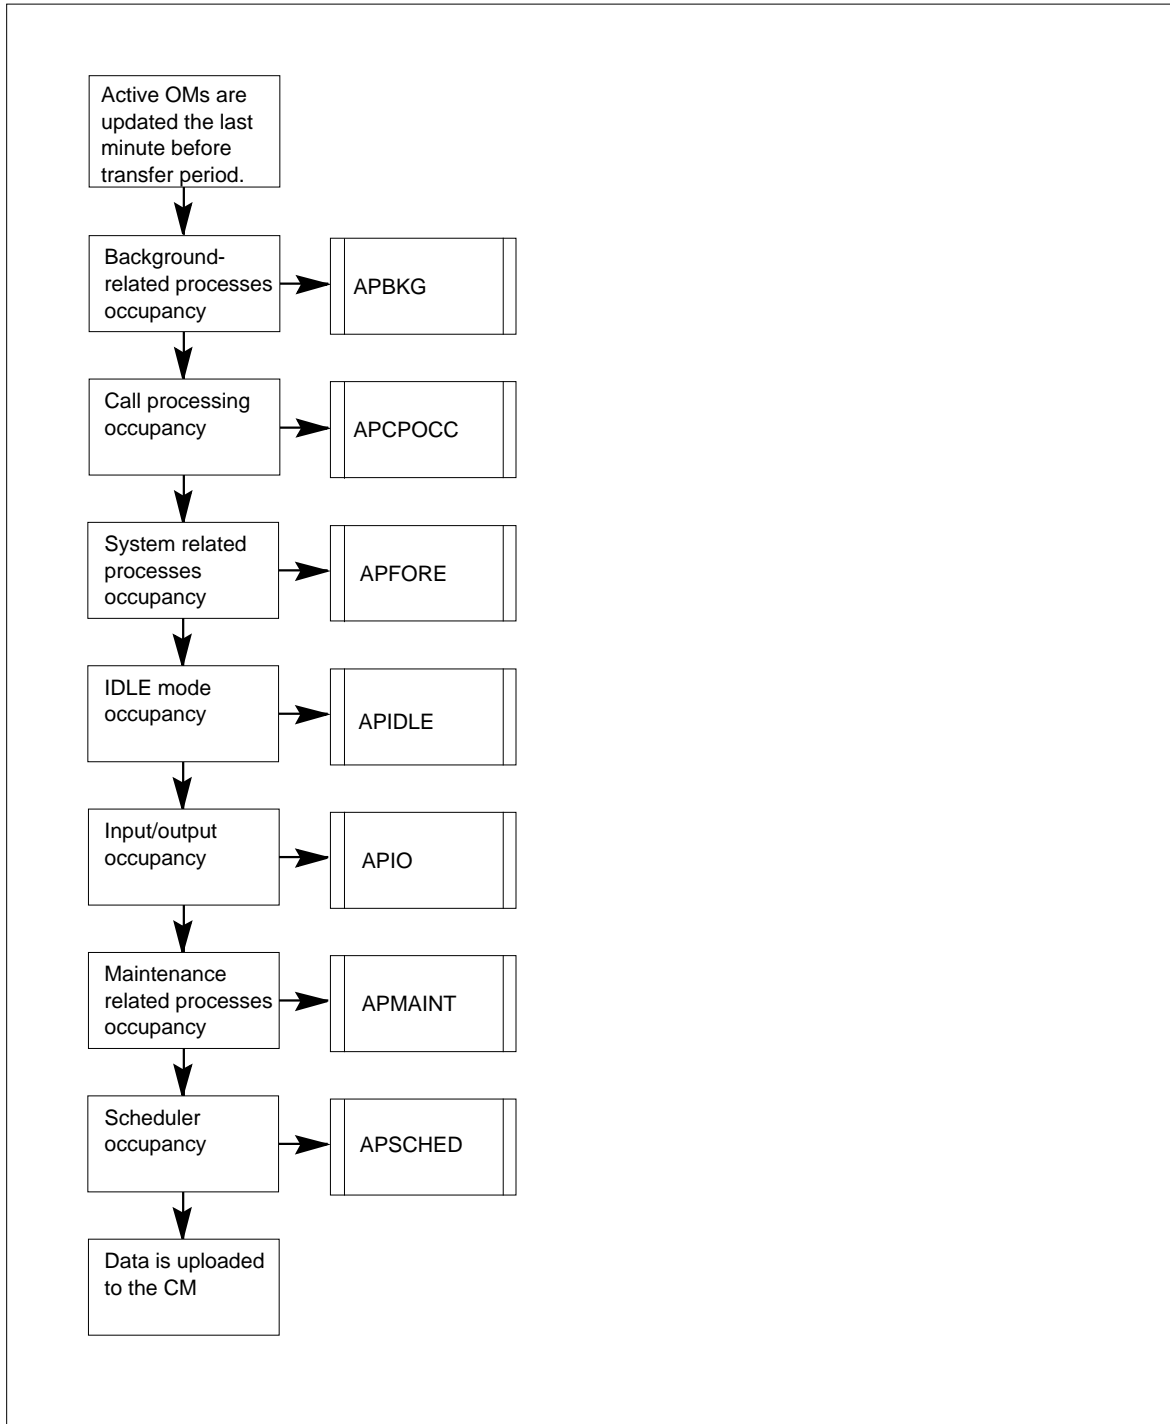 Active OMs are
updated the last
minute before
transfer period.
Background-
related processes
occupancy
APBKG
Call processing
occupancy
APCPOCC
System related
processes
occupancy
APFORE
IDLE mode
occupancy
APIDLE
Input/output
occupancy
APIO
Maintenance
related processes
occupancy
APMAINT
Scheduler
occupancy
APSCHED
Data is uploaded
to the CM